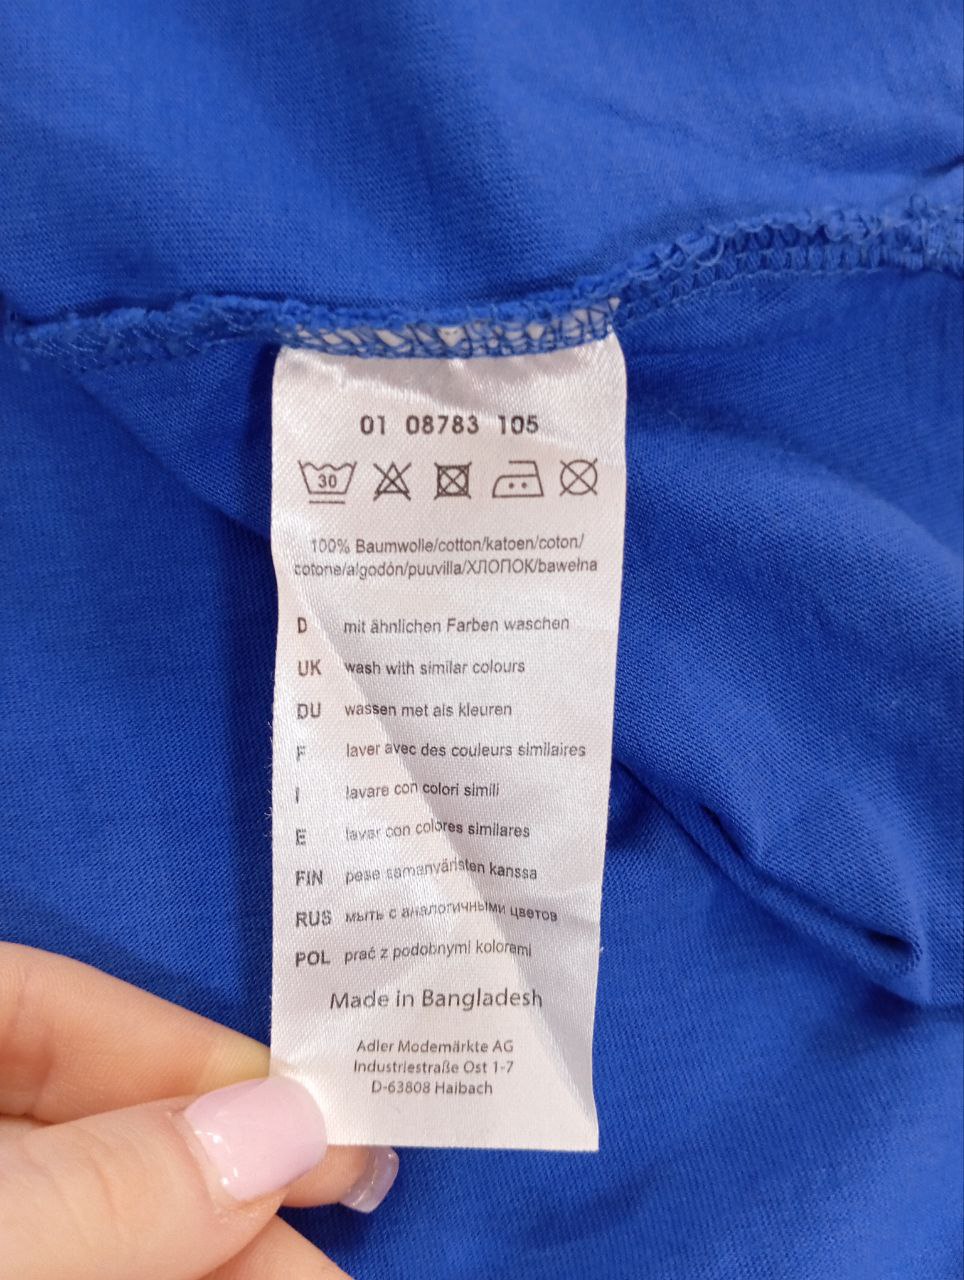 01 08783 105
30
100% Baumwolle/cotton/katoen/coton/
cotone/algodón/puuvilla/ХЛОПОК/bawełna
D mit ähnlichen Farben waschen
UK wash with similar colours
DU wassen met als kleuren
F laver avec des couleurs similaires
I lavare con colori simili
E lavar con colores similares
FIN pese samanväristen kanssa
RUS мыть с аналогичными цветов
POL prać z podobnymi kolorami
Made in Bangladesh
Adler Modemärkte AG
Industriestraße Ost 1-7
D-63808 Haibach